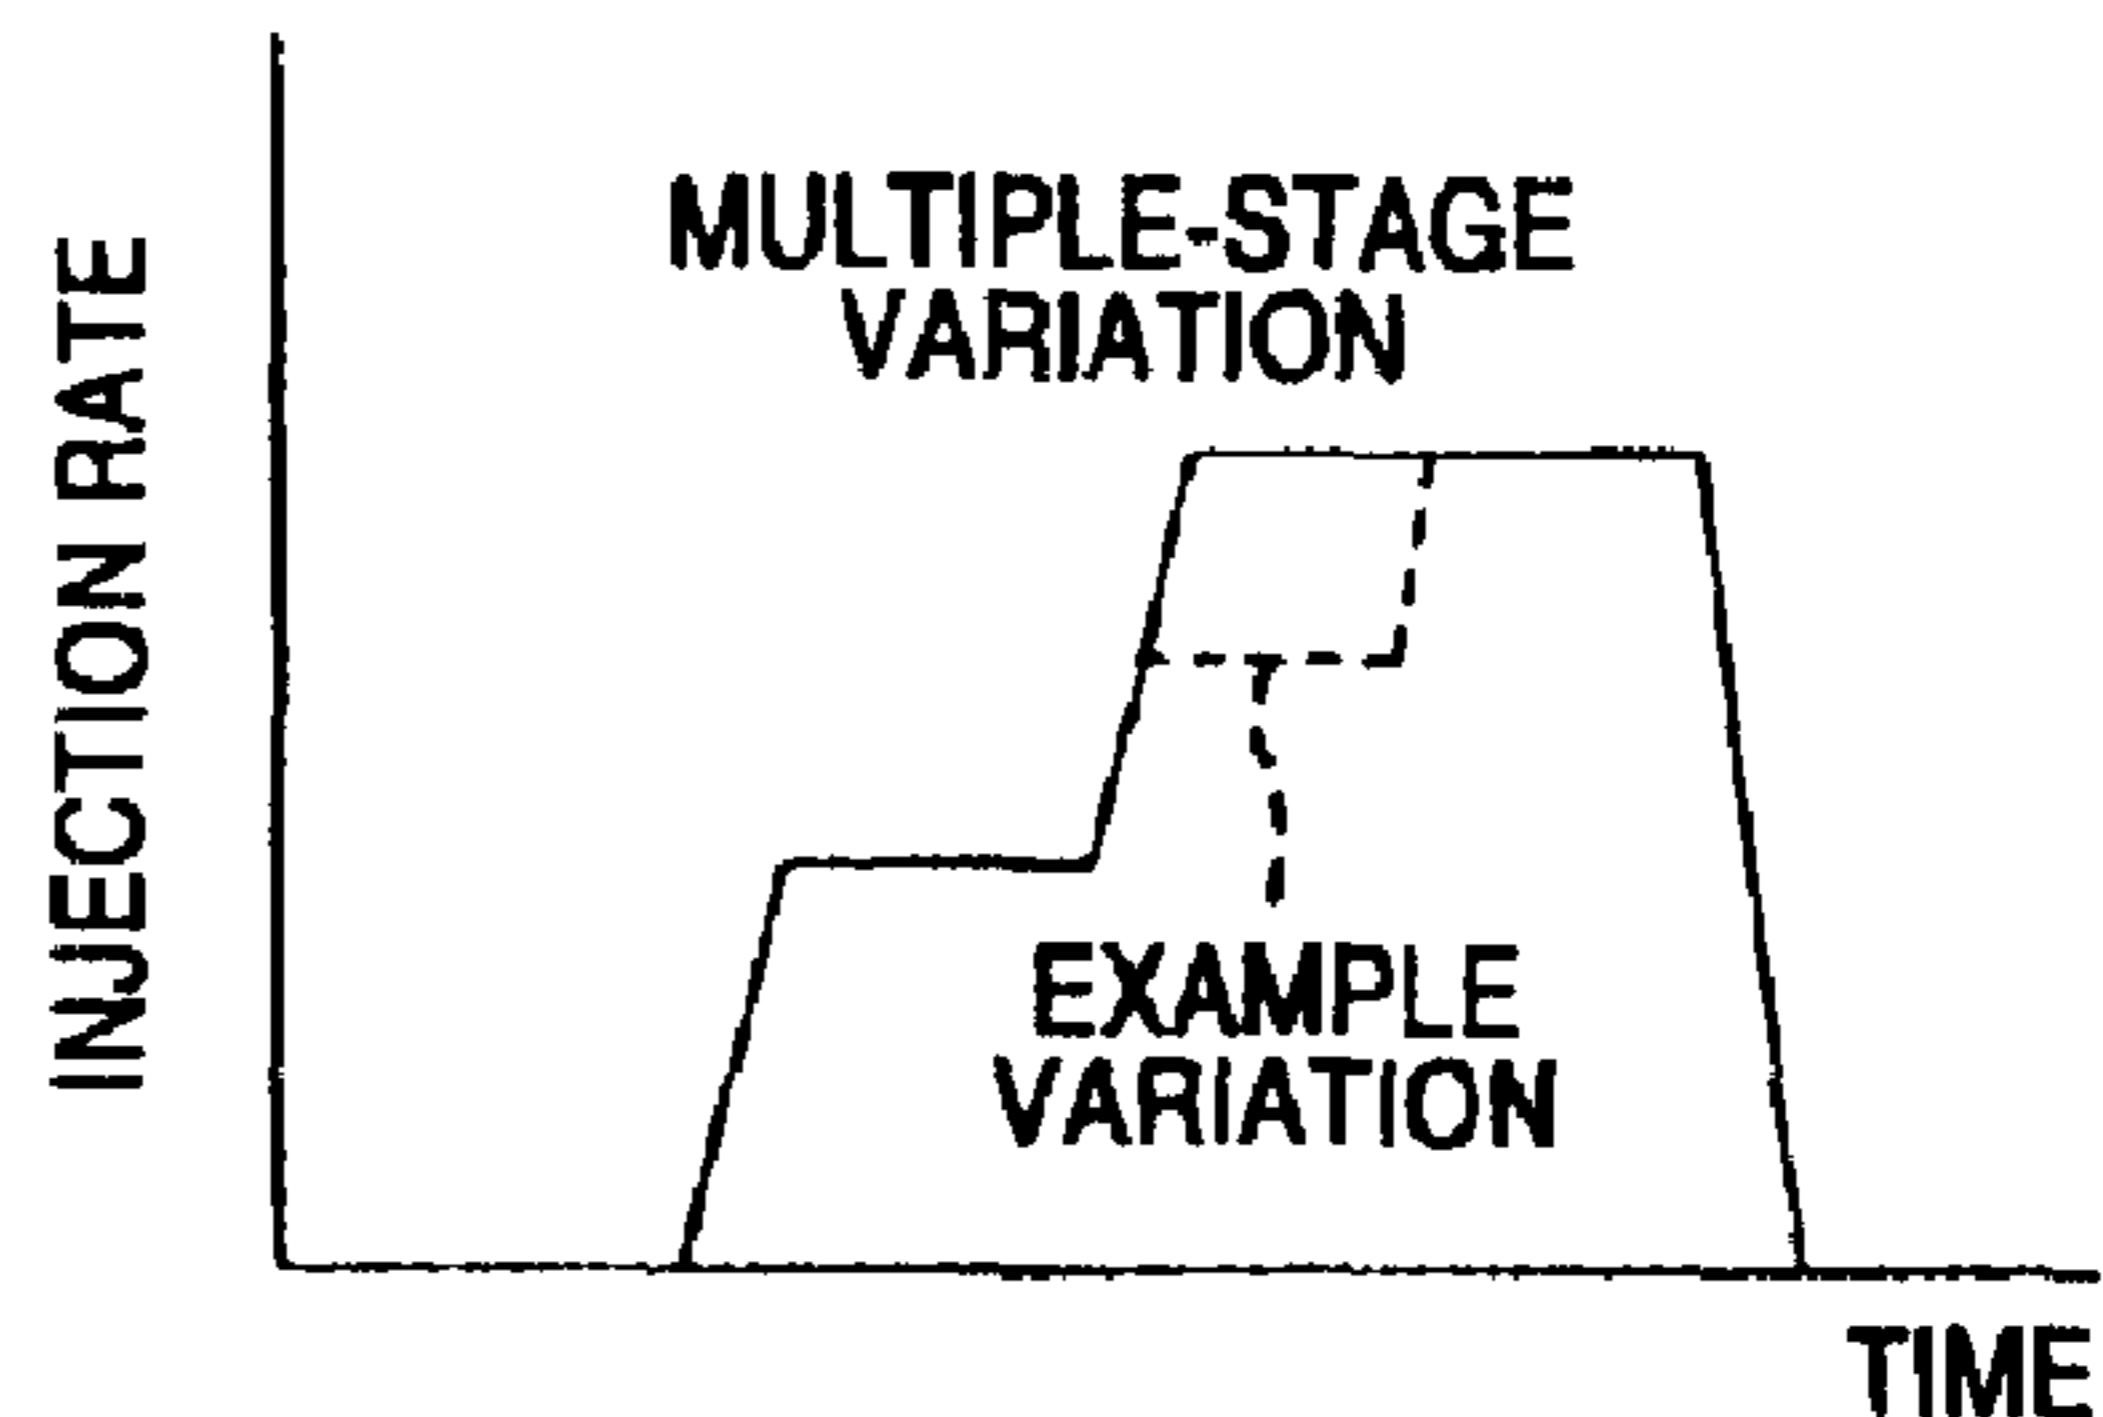 INJECTION RATE
MULTIPLE-STAGE
VARIATION
EXAMPLE
VARIATION
TIME